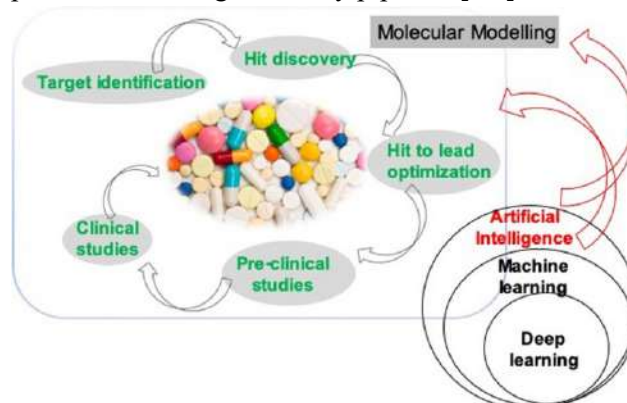 Molecular Modelling
Hit discovery
Target identification
Hit to lead
optimization
Artificial
Intelligence
Clinical
studies
Pre-clinical
studies
Machine
learning
Deep
learning